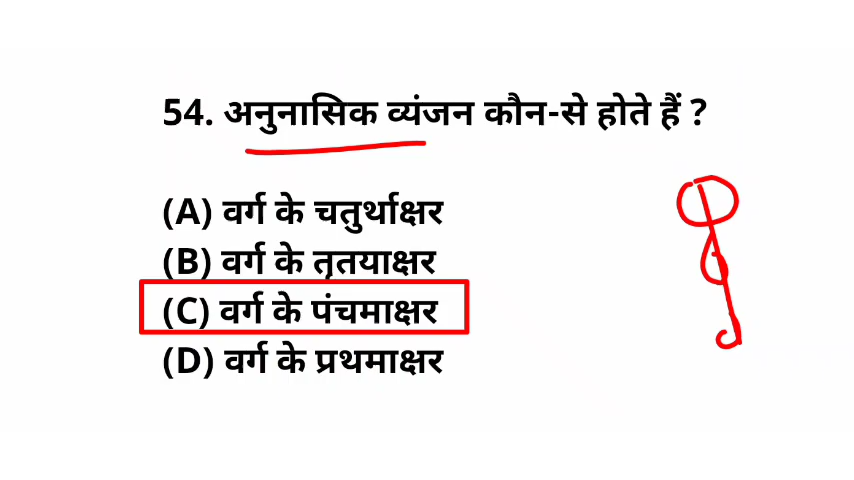 54. अनुनासिक व्यंजन कौन-से होते हैं ?
(A) वर्ग के चतुर्थाक्षर
(B) वर्ग के तृतयाक्षर
(C) वर्ग के पंचमाक्षर
(D) वर्ग के प्रथमाक्षर